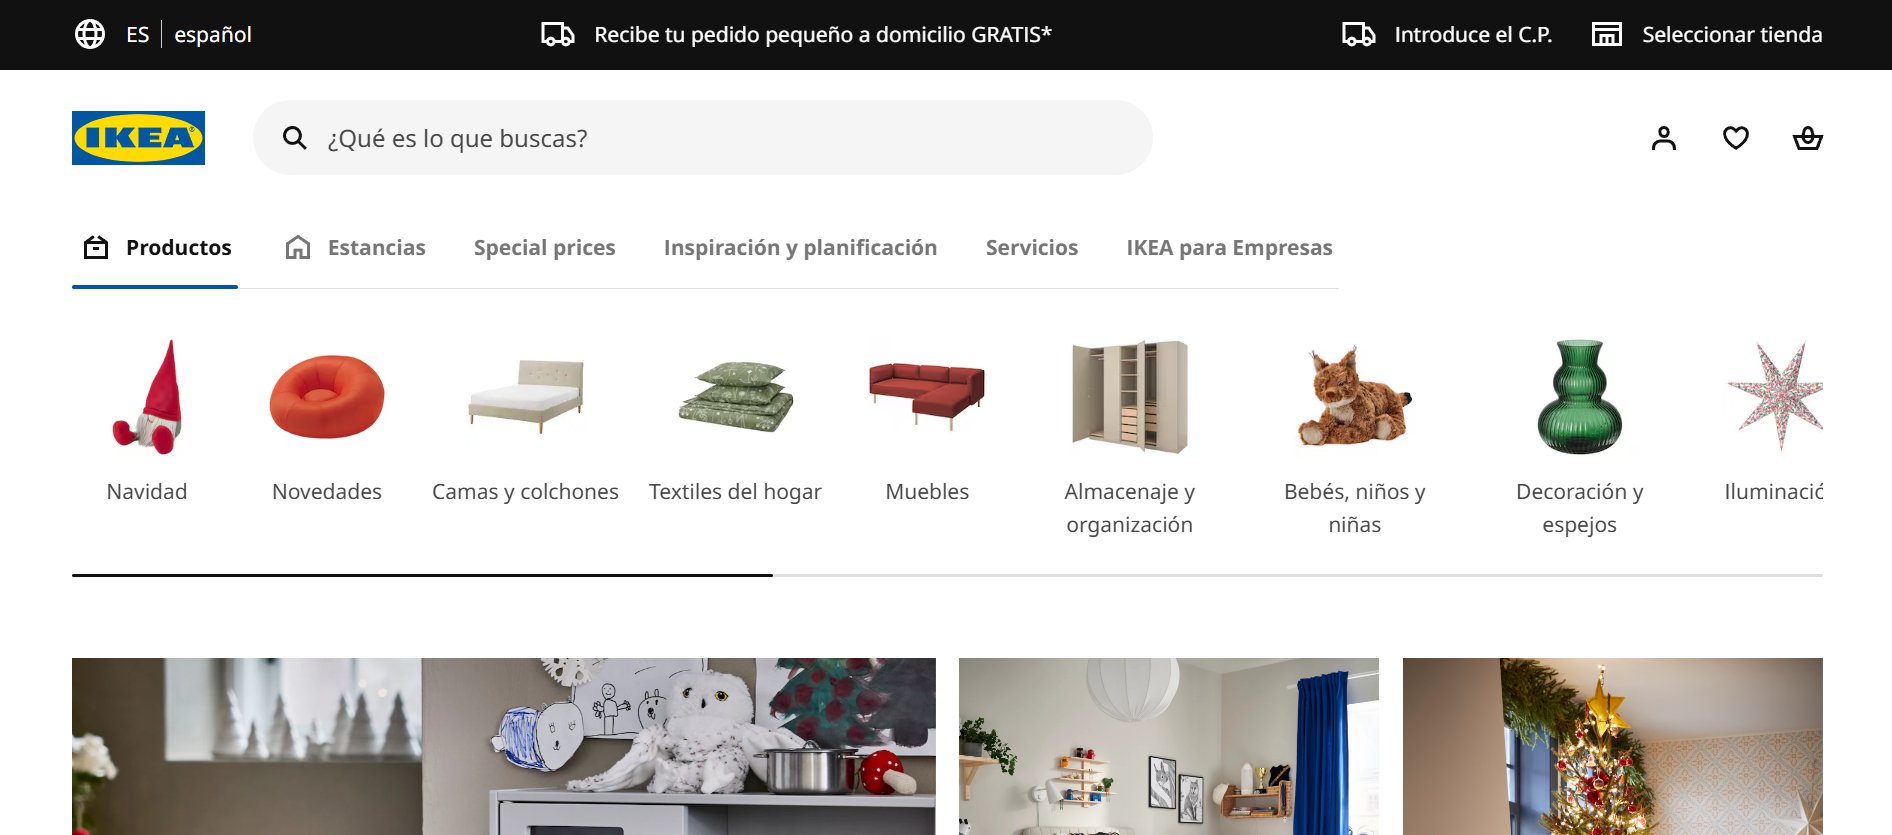 ES español
Recibe tu pedido pequeño a domicilio GRATIS*
Introduce el C.P.
Seleccionar tienda
IKEA
¿Qué es lo que buscas?
Productos
Estancias
Special prices
Inspiración y planificación
Servicios
IKEA para Empresas
Navidad
Novedades
Camas y colchones
Textiles del hogar
Muebles
Almacenaje y
organización
Bebés, niños y
niñas
Decoración y
espejos
Iluminació